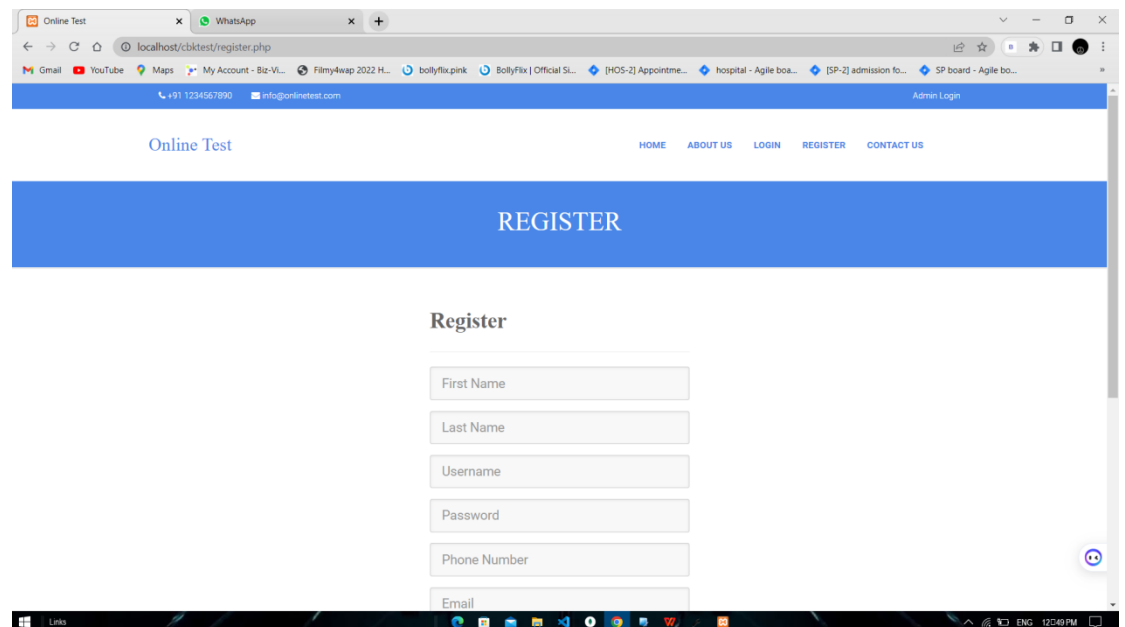 Online Test
WhatsApp
localhost/cbktest/register.php
Gmail YouTube Maps My Account - Biz-Vi... Filmy4wap 2022 H... bollyflix.pink BollyFlix | Official Si... [HOS-2] Appointme... hospital - Agile boa... [SP-2] admission fo... SP board - Agile bo... »
+91 1234567890 info@onlinetest.com Admin Login
Online Test HOME ABOUT US LOGIN REGISTER CONTACT US
REGISTER
Register
First Name
Last Name
Username
Password
Phone Number
Email
Links ENG 12□49 PM